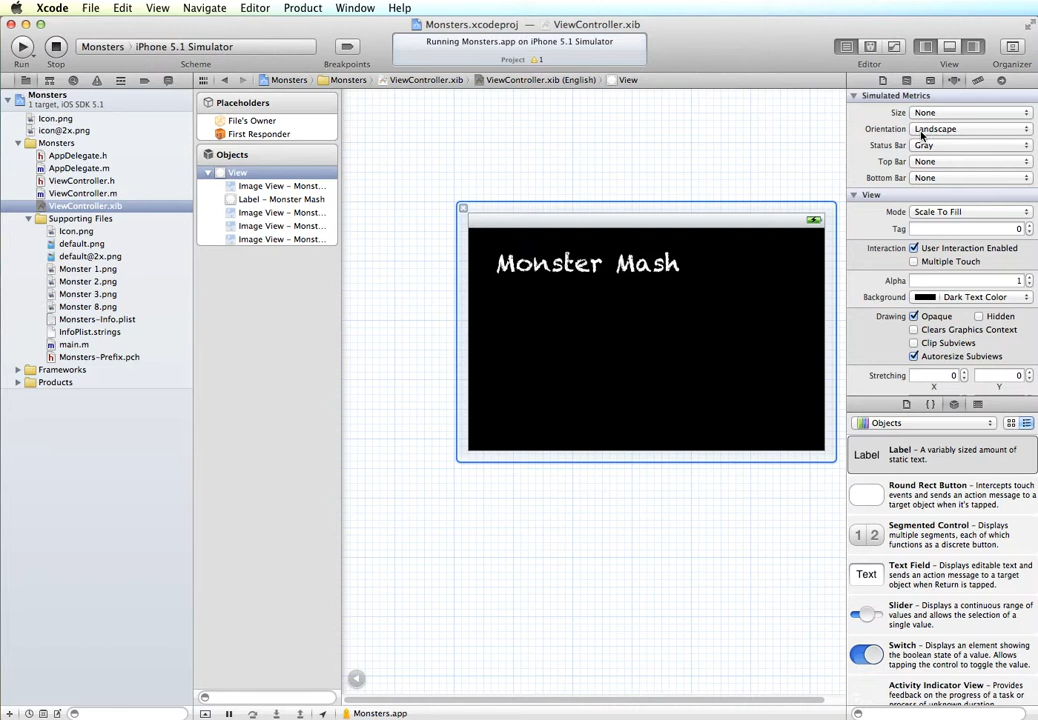 Xcode File Edit View Navigate Editor Product Window Help
Monsters.xcodeproj — ViewController.xib
Monsters iPhone 5.1 Simulator
Running Monsters.app on iPhone 5.1 Simulator
Project 1
Run Stop Scheme Breakpoints Editor View Organizer
Monsters Monsters ViewController.xib ViewController.xib (English) View
Monsters
1 target, iOS SDK 5.1
Icon.png
icon@2x.png
Monsters
AppDelegate.h
AppDelegate.m
ViewController.h
ViewController.m
ViewController.xib
Supporting Files
Icon.png
default.png
default@2x.png
Monster 1.png
Monster 2.png
Monster 3.png
Monster 8.png
Monsters-Info.plist
InfoPlist.strings
main.m
Monsters-Prefix.pch
Frameworks
Products
Placeholders
File's Owner
First Responder
Objects
View
Image View – Monst...
Label – Monster Mash
Image View – Monst...
Image View – Monst...
Image View – Monst...
Monster Mash
Simulated Metrics
Size None
Orientation Landscape
Status Bar Gray
Top Bar None
Bottom Bar None
View
Mode Scale To Fill
Tag 0
Interaction User Interaction Enabled
Multiple Touch
Alpha 1
Background Dark Text Color
Drawing Opaque Hidden
Clears Graphics Context
Clip Subviews
Autoresize Subviews
Stretching 0 0
X Y
Objects
Label
Label – A variably sized amount of
static text.
Round Rect Button – Intercepts touch
events and sends an action message to a
target object when it's tapped.
1 2
Segmented Control – Displays
multiple segments, each of which
functions as a discrete button.
Text
Text Field – Displays editable text and
sends an action message to a target
object when Return is tapped.
Slider – Displays a continuous range of
values and allows the selection of a
single value.
Switch – Displays an element showing
the boolean state of a value. Allows
tapping the control to toggle the value.
Activity Indicator View – Provides
feedback on the progress of a task or
Monsters.app